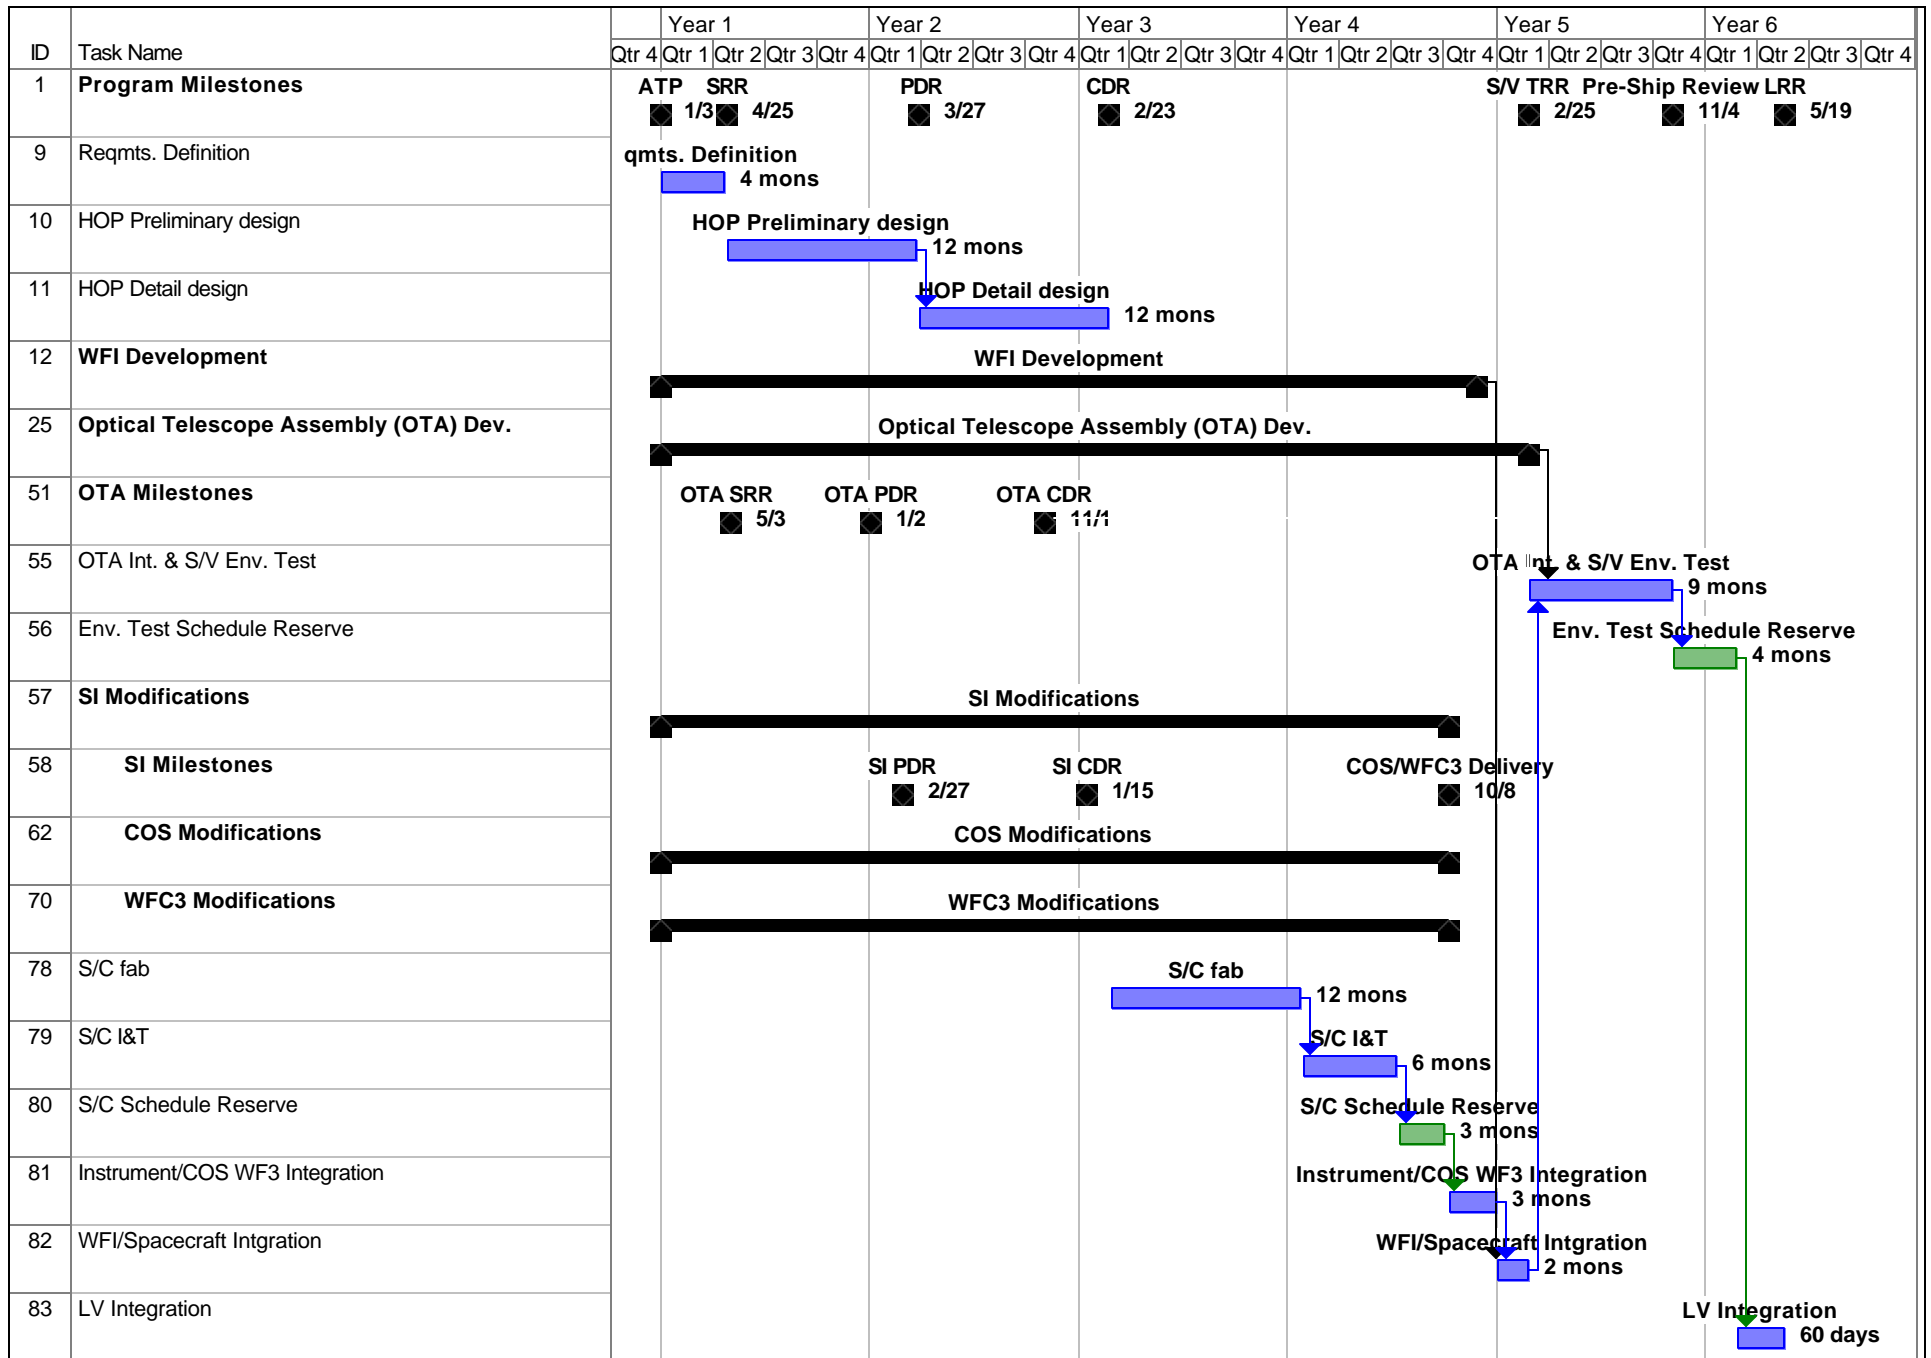 Year 1 Year 2 Year 3 Year 4 Year 5 Year 6
ID Task Name Qtr 4 Qtr 1 Qtr 2 Qtr 3 Qtr 4 Qtr 1 Qtr 2 Qtr 3 Qtr 4 Qtr 1 Qtr 2 Qtr 3 Qtr 4 Qtr 1 Qtr 2 Qtr 3 Qtr 4 Qtr 1 Qtr 2 Qtr 3 Qtr 4 Qtr 1 Qtr 2 Qtr 3 Qtr 4
1 Program Milestones ATP SRR PDR CDR S/V TRR Pre-Ship Review LRR
1/3 4/25 3/27 2/23 2/25 11/4 5/19
9 Reqmts. Definition qmts. Definition
4 mons
10 HOP Preliminary design HOP Preliminary design
12 mons
11 HOP Detail design HOP Detail design
12 mons
12 WFI Development WFI Development
25 Optical Telescope Assembly (OTA) Dev. Optical Telescope Assembly (OTA) Dev.
51 OTA Milestones OTA SRR OTA PDR OTA CDR
5/3 1/2 11/1
55 OTA Int. & S/V Env. Test OTA Int. & S/V Env. Test
9 mons
56 Env. Test Schedule Reserve Env. Test Schedule Reserve
4 mons
57 SI Modifications SI Modifications
58 SI Milestones SI PDR SI CDR COS/WFC3 Delivery
2/27 1/15 10/8
62 COS Modifications COS Modifications
70 WFC3 Modifications WFC3 Modifications
78 S/C fab S/C fab
12 mons
79 S/C I&T S/C I&T
6 mons
80 S/C Schedule Reserve S/C Schedule Reserve
3 mons
81 Instrument/COS WF3 Integration Instrument/COS WF3 Integration
3 mons
82 WFI/Spacecraft Intgration WFI/Spacecraft Intgration
2 mons
83 LV Integration LV Integration
60 days